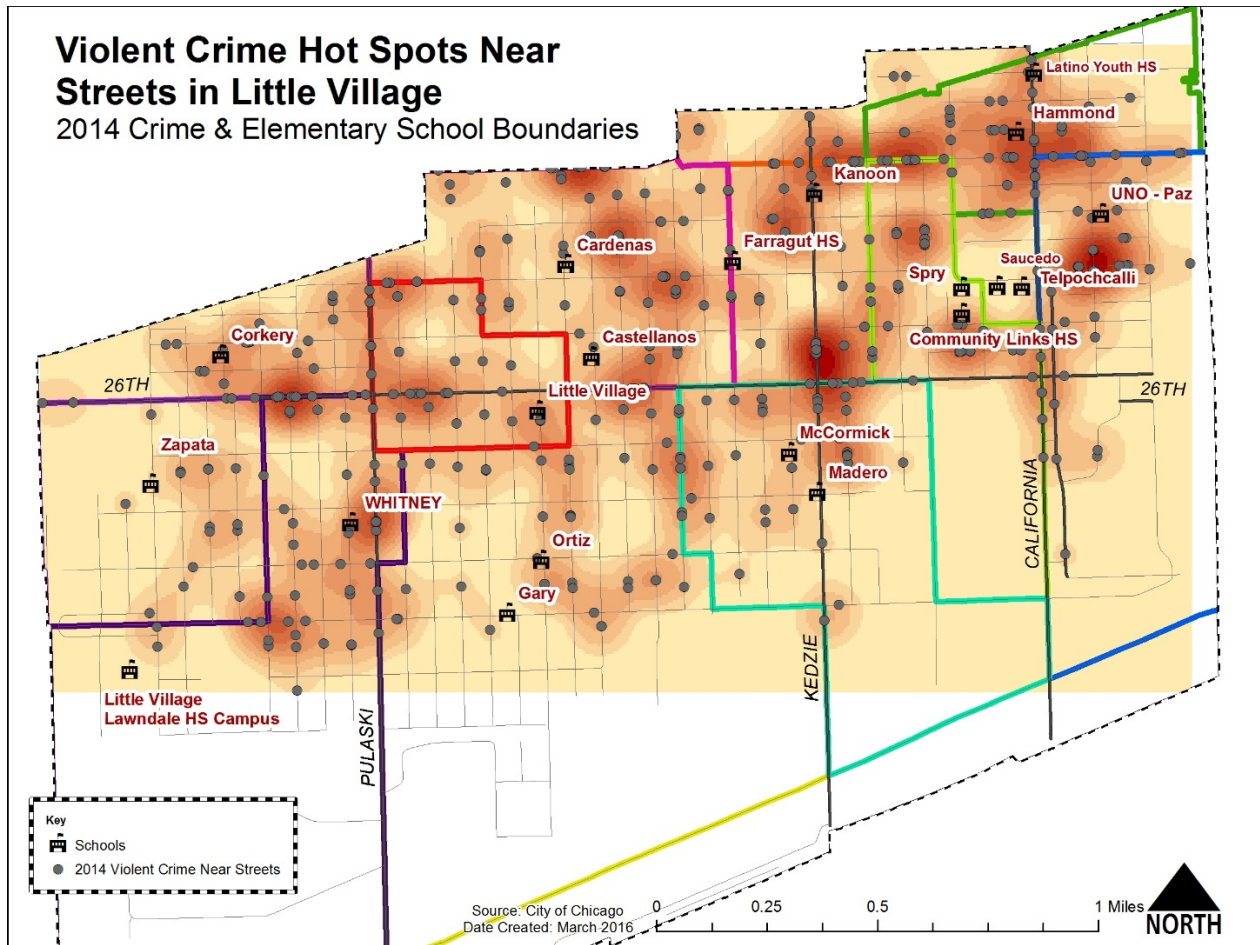 Violent Crime Hot Spots Near
Streets in Little Village
2014 Crime & Elementary School Boundaries
Latino Youth HS
Hammond
Kanoon
UNO - Paz
Cardenas
Farragut HS
Spry
Saucedo
Telpochcalli
Corkery
Castellanos
Community Links HS
26TH
Little Village
26TH
Zapata
McCormick
Madero
WHITNEY
CALIFORNIA
Ortiz
Gary
KEDZIE
Little Village
Lawndale HS Campus
PULASKI
Key
Schools
2014 Violent Crime Near Streets
Source: City of Chicago
Date Created: March 2016
0 0.25 0.5 1 Miles
NORTH